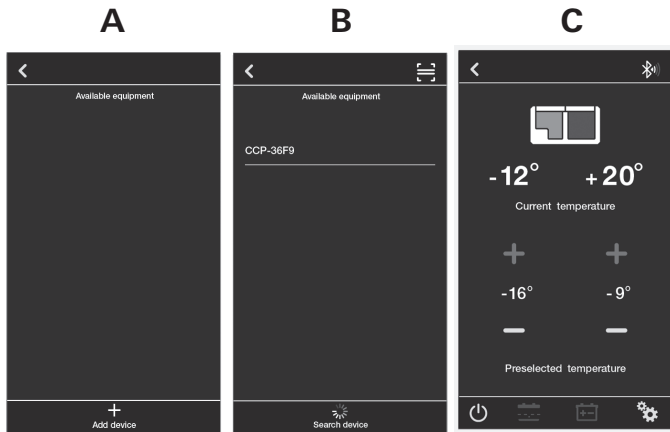 A
B
C
Available equipment
Add device
Available equipment
CCP-36F9
Search device
-12° +20°
Current temperature
-16° -9°
Preselected temperature